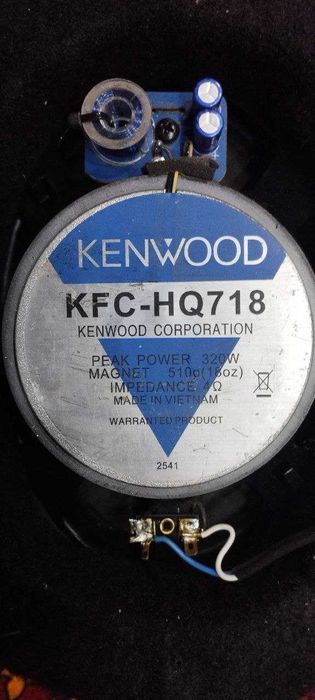 KENWOOD
KFC-HQ718
KENWOOD CORPORATION
PEAK POWER 320W
MAGNET 510g(18oz)
IMPEDANCE 4Ω
MADE IN VIETNAM
WARRANTED PRODUCT
2541